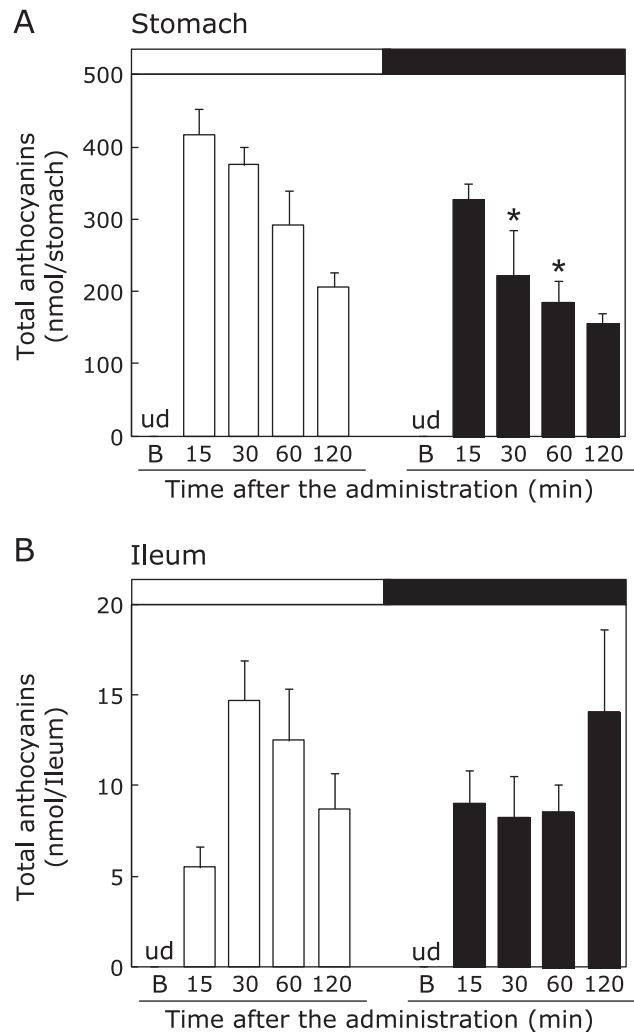 A
Stomach
Total anthocyanins
(nmol/stomach)
500
400
300
200
100
0
ud
*
*
ud
B 15 30 60 120 B 15 30 60 120
Time after the administration (min)
B
Ileum
Total anthocyanins
(nmol/Ileum)
20
15
10
5
0
ud
ud
B 15 30 60 120 B 15 30 60 120
Time after the administration (min)